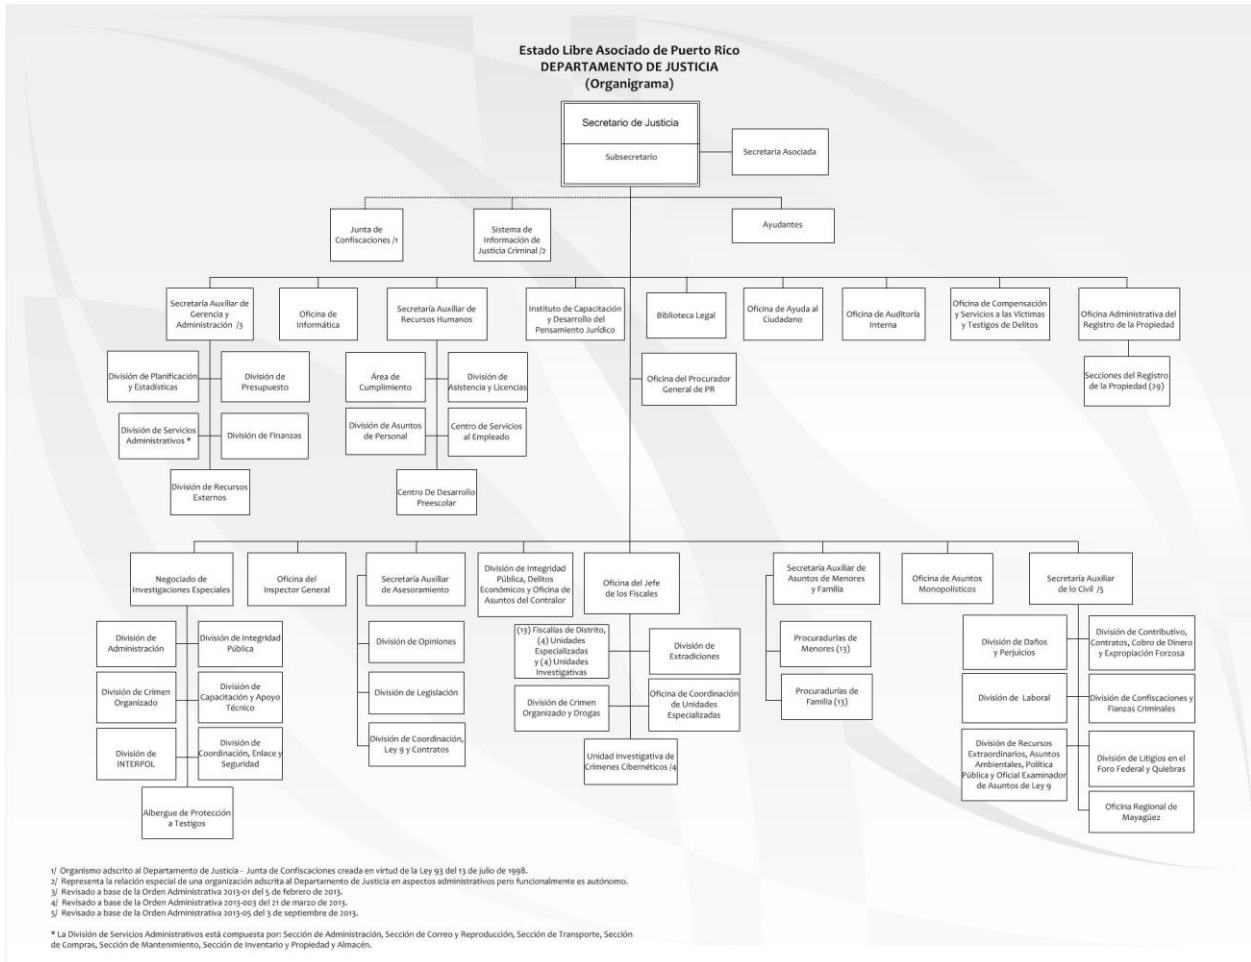 Estado Libre Asociado de Puerto Rico
DEPARTAMENTO DE JUSTICIA
(Organigrama)
Secretario de Justicia
Subsecretario
Secretaria Asociada
Junta de
Confiscaciones /1
Sistema de
Información de
Justicia Criminal /2
Ayudantes
Secretaría Auxiliar de
Gerencia y
Administración /3
Oficina de
Informática
Secretaría Auxiliar de
Recursos Humanos
Instituto de Capacitación
y Desarrollo del
Pensamiento Jurídico
Biblioteca Legal
Oficina de Ayuda al
Ciudadano
Oficina de Auditoría
Interna
Oficina de Compensación
y Servicios a las Víctimas
y Testigos de Delitos
Oficina Administrativa del
Registro de la Propiedad
División de Planificación
y Estadísticas
División de
Presupuesto
Área de
Cumplimiento
División de
Asistencia y Licencias
Oficina del Procurador
General de PR
Secciones del Registro
de la Propiedad (29)
División de Servicios
Administrativos *
División de Finanzas
División de Asuntos
de Personal
Centro de Servicios
al Empleado
División de Recursos
Externos
Centro De Desarrollo
Preescolar
Negociado de
Investigaciones Especiales
Oficina del
Inspector General
Secretaría Auxiliar
de Asesoramiento
División de Integridad
Pública, Delitos
Económicos y Oficina de
Asuntos del Contralor
Oficina del Jefe
de los Fiscales
Secretaría Auxiliar de
Asuntos de Menores
y Familia
Oficina de Asuntos
Monopolísticos
Secretaría Auxiliar
de lo Civil /5
División de
Administración
División de Integridad
Pública
División de Opiniones
(13) Fiscalías de Distrito,
(4) Unidades
Especializadas
y (4) Unidades
Investigativas
División de
Extradiciones
Procuradurías de
Menores (13)
División de Daños
y Perjuicios
División de Contributivo,
Contratos, Cobro de Dinero
y Expropiación Forzosa
División de Crimen
Organizado
División de
Capacitación y Apoyo
Técnico
División de Legislación
División de Crimen
Organizado y Drogas
Oficina de Coordinación
de Unidades
Especializadas
Procuradurías de
Familia (13)
División de Laboral
División de Confiscaciones y
Fianzas Criminales
División de
INTERPOL
División de
Coordinación, Enlace y
Seguridad
División de Coordinación,
Ley 9 y Contratos
Unidad Investigativa de
Crímenes Cibernéticos /4
División de Recursos
Extraordinarios, Asuntos
Ambientales, Política
Pública y Oficial Examinador
de Asuntos de Ley 9
División de Litigios en el
Foro Federal y Quiebras
Albergue de Protección
a Testigos
Oficina Regional de
Mayagüez
1/ Organismo adscrito al Departamento de Justicia - Junta de Confiscaciones creada en virtud de la Ley 93 del 13 de julio de 1998.
2/ Representa la relación especial de una organización adscrita al Departamento de Justicia en aspectos administrativos pero funcionalmente es autónomo.
3/ Revisado a base de la Orden Administrativa 2013-01 del 5 de febrero de 2013.
4/ Revisado a base de la Orden Administrativa 2013-003 del 21 de marzo de 2013.
5/ Revisado a base de la Orden Administrativa 2013-05 del 3 de septiembre de 2013.
* La División de Servicios Administrativos está compuesta por: Sección de Administración, Sección de Correo y Reproducción, Sección de Transporte, Sección
de Compras, Sección de Mantenimiento, Sección de Inventario y Propiedad y Almacén.